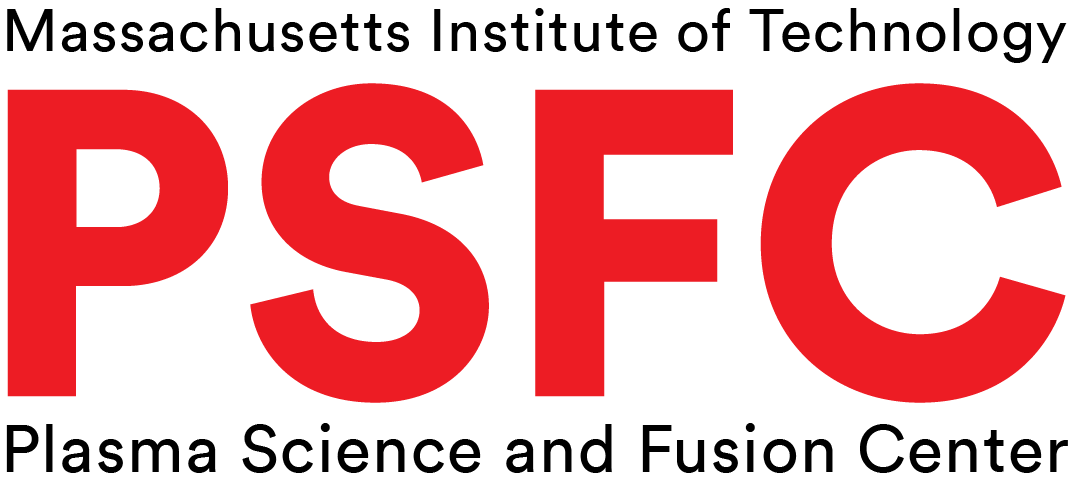 Massachusetts Institute of Technology
PSFC
Plasma Science and Fusion Center